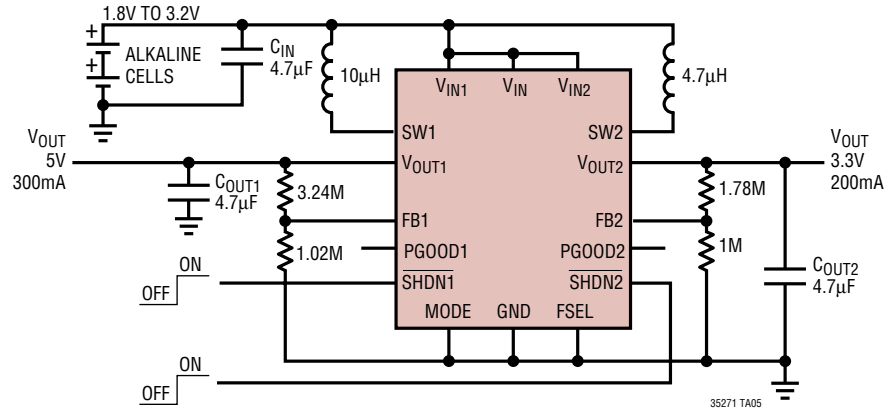 1.8V TO 3.2V
+
+
ALKALINE
CELLS
CIN
4.7µF
10µH
4.7µH
VIN1
VIN
VIN2
SW1
SW2
VOUT
5V
300mA
VOUT1
VOUT2
VOUT
3.3V
200mA
COUT1
4.7µF
3.24M
1.78M
FB1
FB2
1.02M
1M
PGOOD1
PGOOD2
COUT2
4.7µF
OFF
ON
SHDN1
SHDN2
MODE
GND
FSEL
OFF
ON
35271 TA05